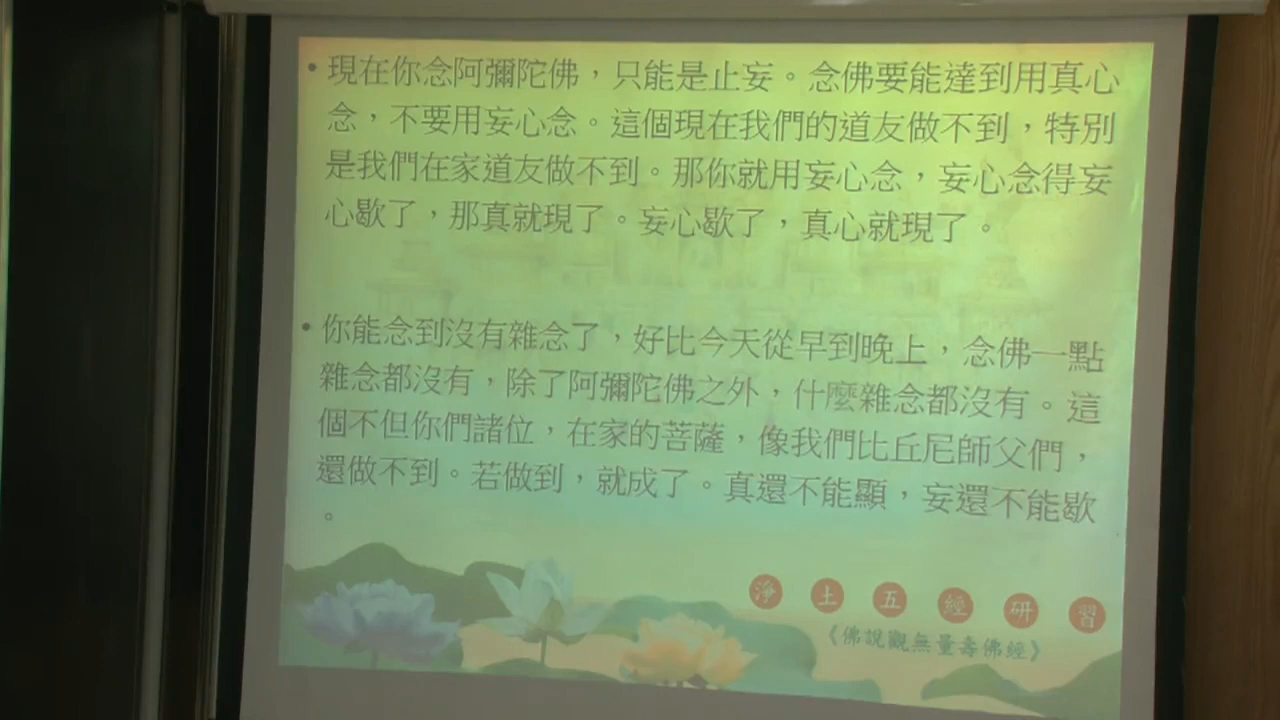 • 現在你念阿彌陀佛，只能是止妄。念佛要能達到用真心
念，不要用妄心念。這個現在我們的道友做不到，特別
是我們在家道友做不到。那你就用妄心念，妄心念得妄
心歇了，那真就現了。妄心歇了，真心就現了。
• 你能念到沒有雜念了，好比今天從早到晚上，念佛一點
雜念都沒有，除了阿彌陀佛之外，什麼雜念都沒有。這
個不但你們諸位，在家的菩薩，像我們比丘尼師父們，
還做不到。若做到，就成了。真還不能顯，妄還不能歇
。
淨土五經研習
《佛說觀無量壽佛經》